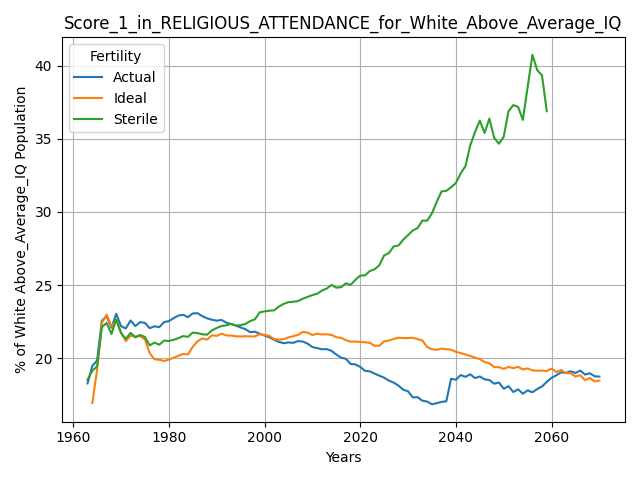 Score_1_in_RELIGIOUS_ATTENDANCE_for_White_Above_Average_IQ
Fertility
Actual
Ideal
Sterile
% of White Above_Average_IQ Population
40
35
30
25
20
1960
1980
2000
2020
2040
2060
Years